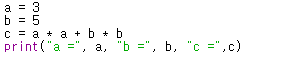 a = 3
b = 5
c = a * a + b * b
print("a =", a, "b =", b, "c =",c)